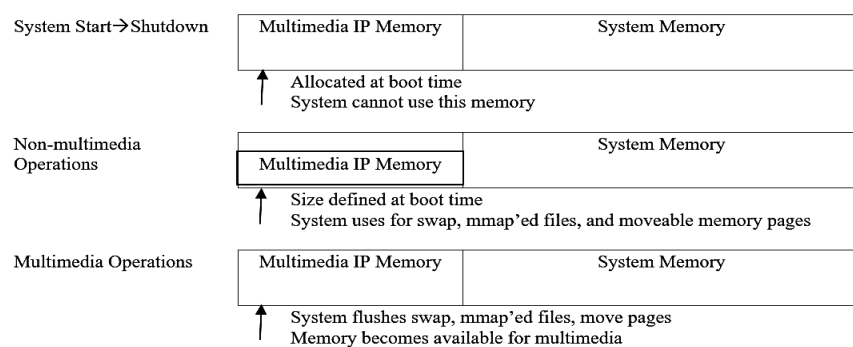 System Start→Shutdown
Multimedia IP Memory
System Memory
Allocated at boot time
System cannot use this memory
Non-multimedia
Operations
System Memory
Multimedia IP Memory
Size defined at boot time
System uses for swap, mmap’ed files, and moveable memory pages
Multimedia Operations
Multimedia IP Memory
System Memory
System flushes swap, mmap’ed files, move pages
Memory becomes available for multimedia